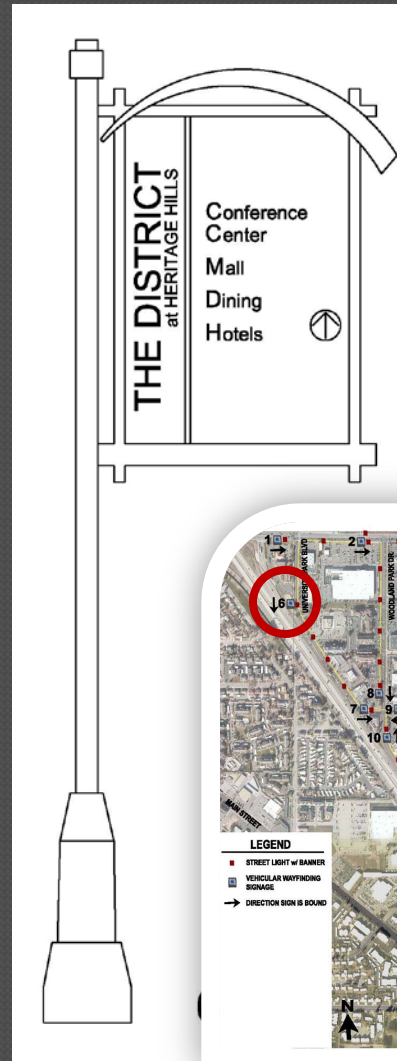 THE DISTRICT
at HERITAGE HILLS
Conference
Center
Mall
Dining
Hotels
1
2
UNIVERSITY PARK BLVD
WOODLAND PARK DR.
6
8
7
9
10
MAIN STREET
LEGEND
STREET LIGHT w/ BANNER
VEHICULAR WAYFINDING
SIGNAGE
DIRECTION SIGN IS BOUND
N